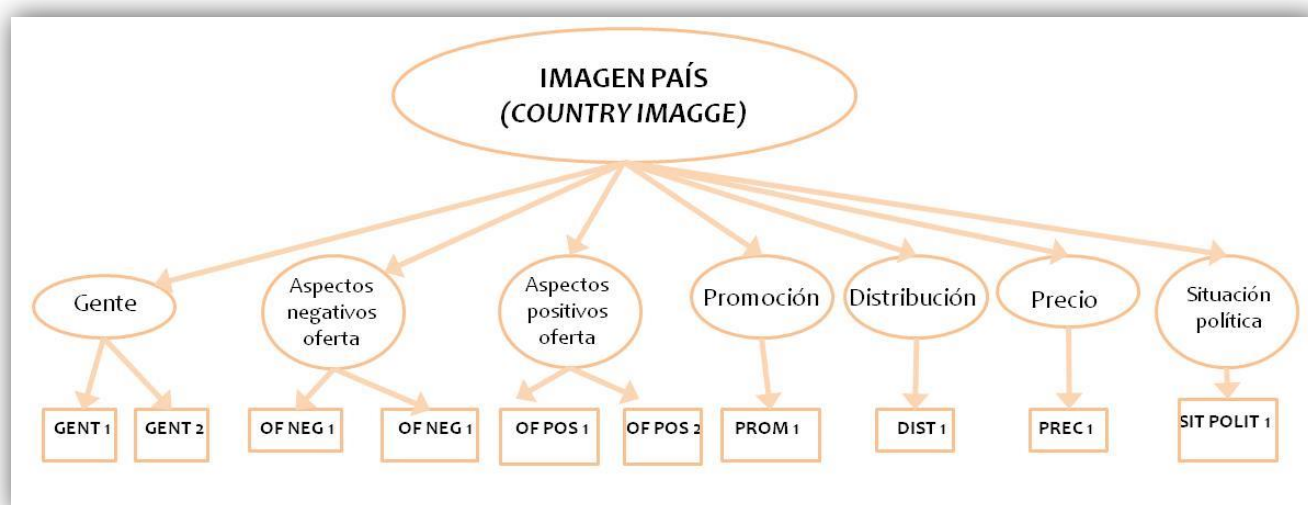 IMAGEN PAÍS
(COUNTRY IMAGGE)
Gente
Aspectos
negativos
oferta
Aspectos
positivos
oferta
Promoción
Distribución
Precio
Situación
política
GENT 1
GENT 2
OF NEG 1
OF NEG 1
OF POS 1
OF POS 2
PROM 1
DIST 1
PREC 1
SIT POLIT 1